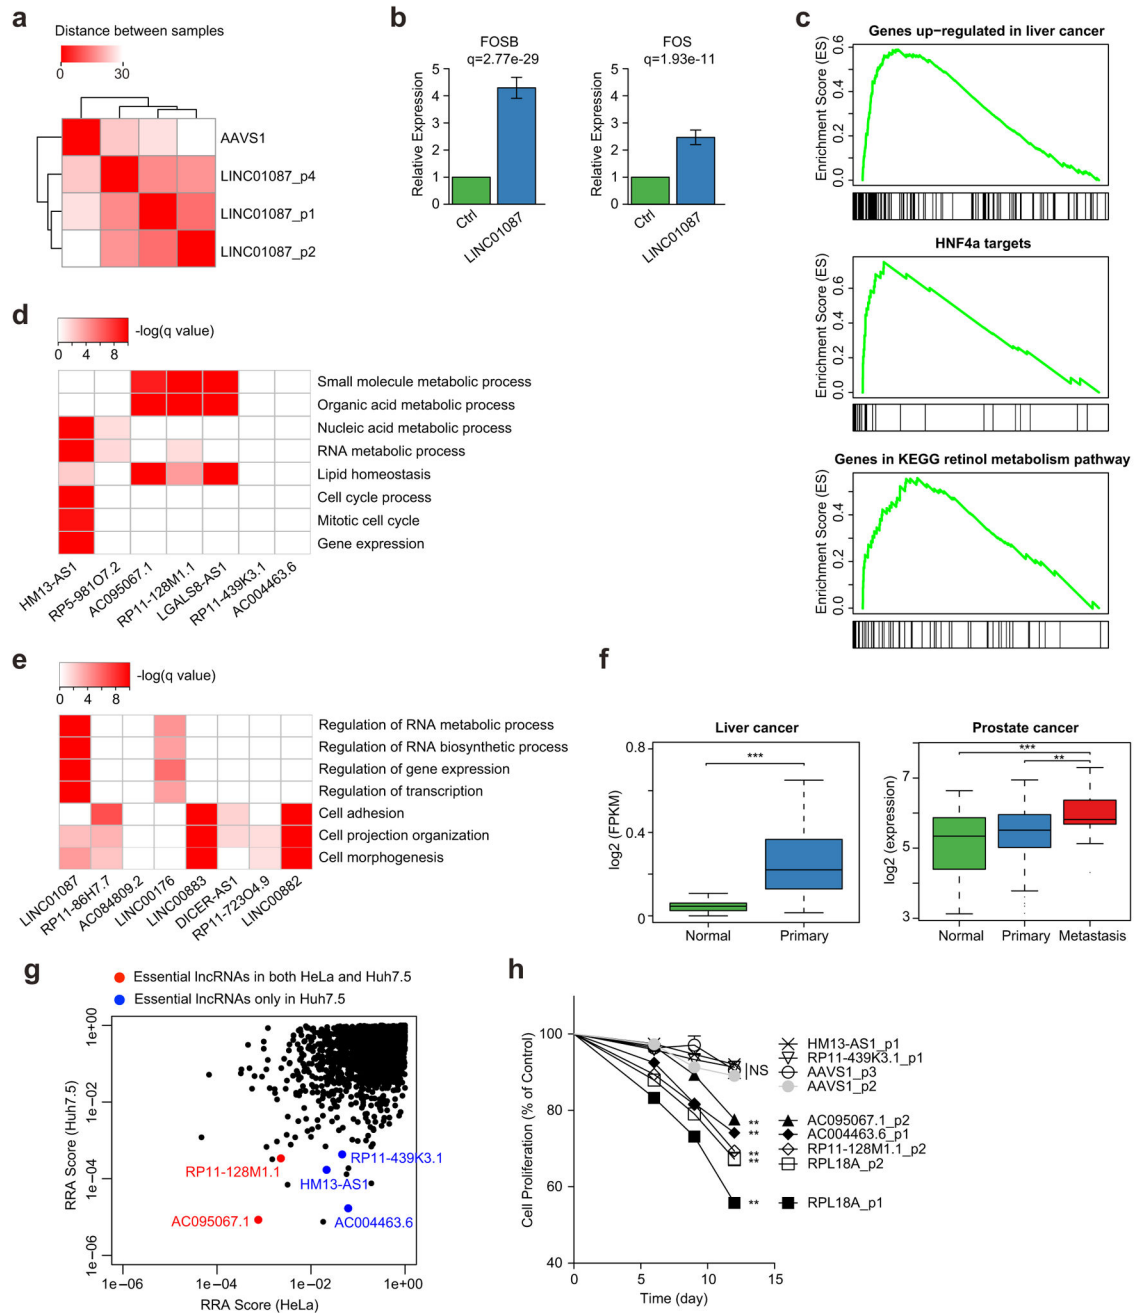 a
Distance between samples
0 30
AAVS1
LINC01087_p4
LINC01087_p1
LINC01087_p2
b
FOSB
q=2.77e-29
Relative Expression
5
4
3
2
1
0
Ctrl
LINC01087
FOS
q=1.93e-11
Relative Expression
5
4
3
2
1
0
Ctrl
LINC01087
c
Genes up-regulated in liver cancer
Enrichment Score (ES)
0.6
0.4
0.2
0.0
HNF4a targets
Enrichment Score (ES)
0.6
0.4
0.2
0.0
Genes in KEGG retinol metabolism pathway
Enrichment Score (ES)
0.4
0.2
0.0
d
-log(q value)
0 4 8
Small molecule metabolic process
Organic acid metabolic process
Nucleic acid metabolic process
RNA metabolic process
Lipid homeostasis
Cell cycle process
Mitotic cell cycle
Gene expression
HM13-AS1
RP5-981O7.2
AC095067.1
RP11-128M1.1
LGALS8-AS1
RP11-439K3.1
AC004463.6
e
-log(q value)
0 4 8
Regulation of RNA metabolic process
Regulation of RNA biosynthetic process
Regulation of gene expression
Regulation of transcription
Cell adhesion
Cell projection organization
Cell morphogenesis
LINC01087
RP11-86H7.7
AC084809.2
LINC00176
LINC00883
DICER-AS1
RP11-723O4.9
LINC00882
f
Liver cancer
log2 (FPKM)
0.8
0.4
0
***
Normal Primary
Prostate cancer
log2 (expression)
7
5
3
***
**
Normal Primary Metastasis
g
Essential lncRNAs in both HeLa and Huh7.5
Essential lncRNAs only in Huh7.5
RRA Score (Huh7.5)
1e+00
1e-02
1e-04
1e-06
RP11-128M1.1
RP11-439K3.1
HM13-AS1
AC095067.1
AC004463.6
1e-06 1e-04 1e-02 1e+00
RRA Score (HeLa)
h
Cell Proliferation (% of Control)
100
80
60
40
0 5 10 15
Time (day)
HM13-AS1_p1
RP11-439K3.1_p1
AAVS1_p3
AAVS1_p2
NS
** AC095067.1_p2
** AC004463.6_p1
** RP11-128M1.1_p2
** RPL18A_p2
** RPL18A_p1